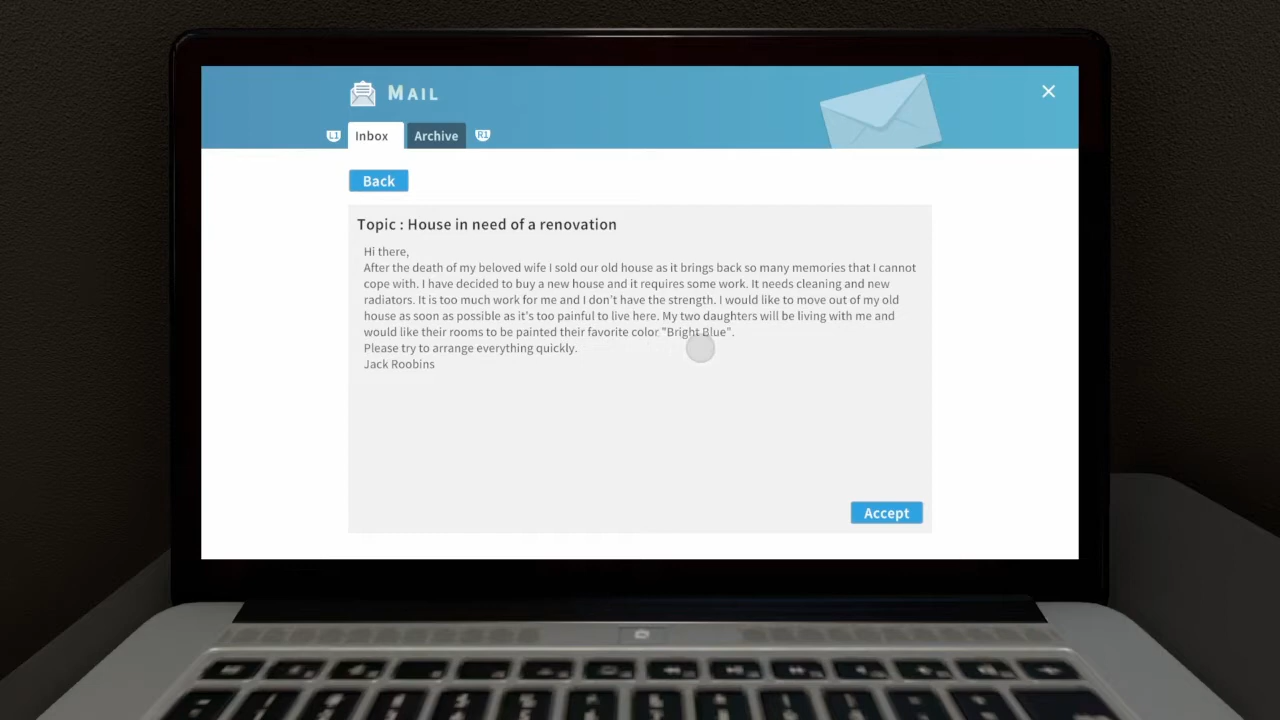 MAIL
L1 Inbox Archive R1
Back
Topic : House in need of a renovation
Hi there,
After the death of my beloved wife I sold our old house as it brings back so many memories that I cannot
cope with. I have decided to buy a new house and it requires some work. It needs cleaning and new
radiators. It is too much work for me and I don't have the strength. I would like to move out of my old
house as soon as possible as it's too painful to live here. My two daughters will be living with me and
would like their rooms to be painted their favorite color "Bright Blue".
Please try to arrange everything quickly.
Jack Roobins
Accept